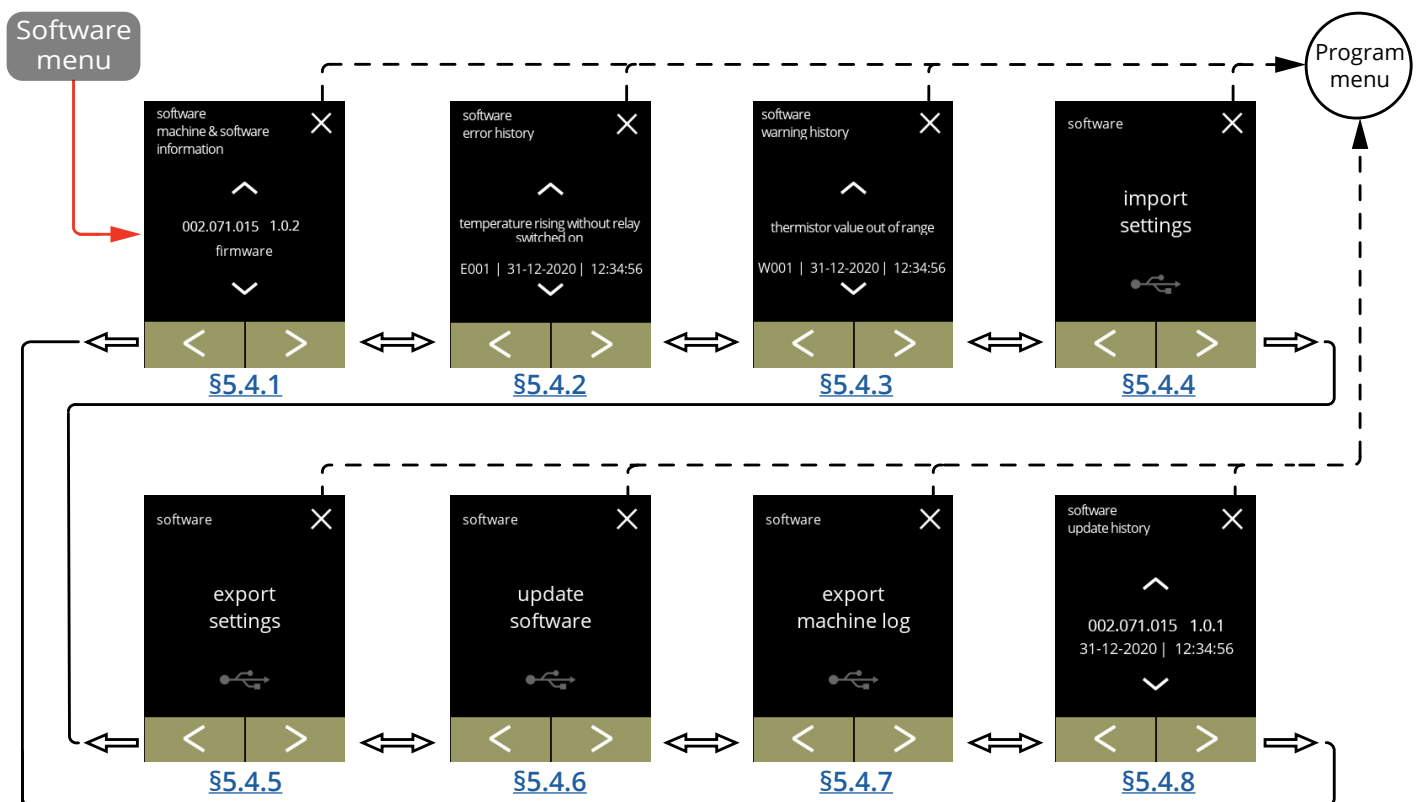 Software
menu
Program
menu
software
machine & software
information
002.071.015 1.0.2
firmware
§5.4.1
software
error history
temperature rising without relay
switched on
E001 | 31-12-2020 | 12:34:56
§5.4.2
software
warning history
thermistor value out of range
W001 | 31-12-2020 | 12:34:56
§5.4.3
software
import
settings
§5.4.4
software
export
settings
§5.4.5
software
update
software
§5.4.6
software
export
machine log
§5.4.7
software
update history
002.071.015 1.0.1
31-12-2020 | 12:34:56
§5.4.8